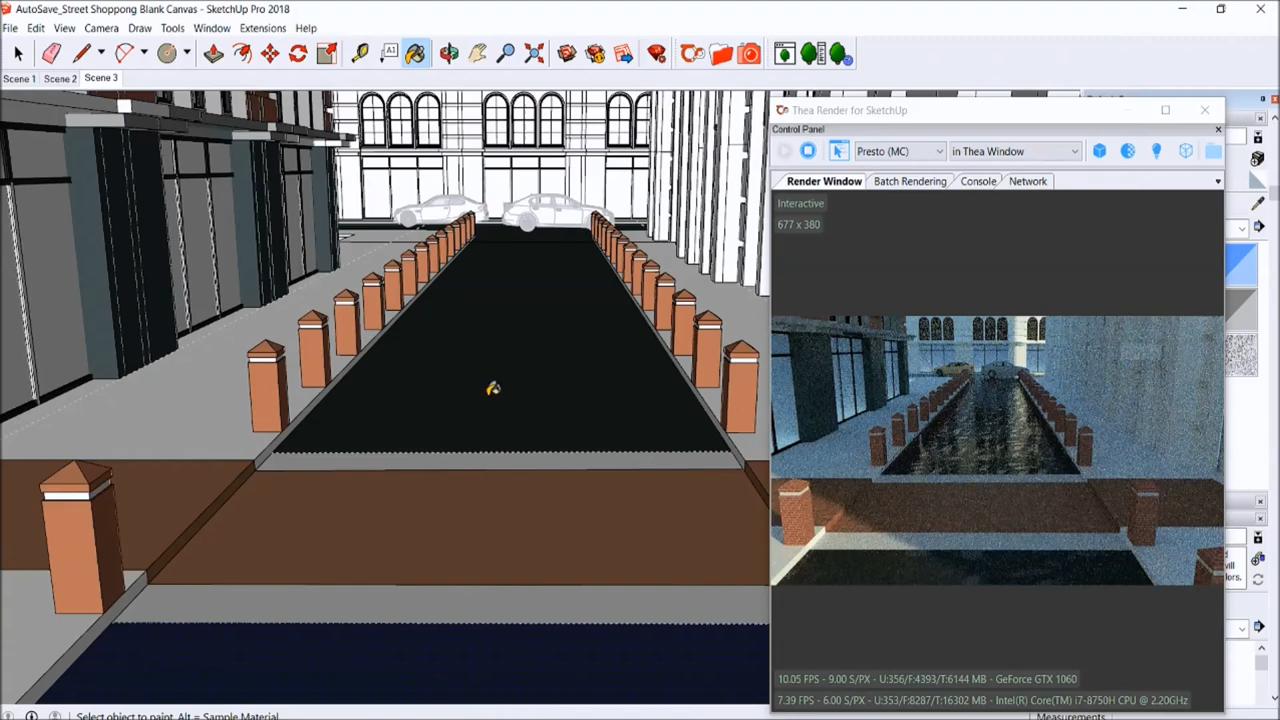 AutoSave_Street Shoppong Blank Canvas - SketchUp Pro 2018
File Edit View Camera Draw Tools Window Extensions Help
Scene 1 Scene 2 Scene 3
Thea Render for SketchUp
Control Panel
Presto (MC) in Thea Window
Render Window Batch Rendering Console Network
Interactive
677 x 380
10.05 FPS - 9.00 S/PX - U:356/F:4393/T:6144 MB - GeForce GTX 1060
7.39 FPS - 6.00 S/PX - U:353/F:8287/T:16302 MB - Intel(R) Core(TM) i7-8750H CPU @ 2.20GHz
Select object to paint. Alt = Sample Material
Measurements